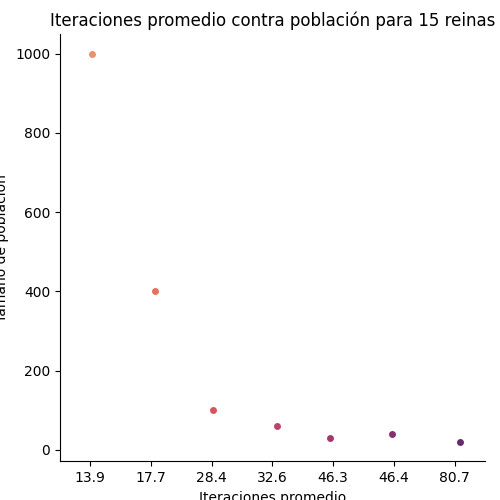 Iteraciones promedio contra población para 15 reinas
1000
800
600
400
200
0
Tamaño de población
13.9 17.7 28.4 32.6 46.3 46.4 80.7
Iteraciones promedio